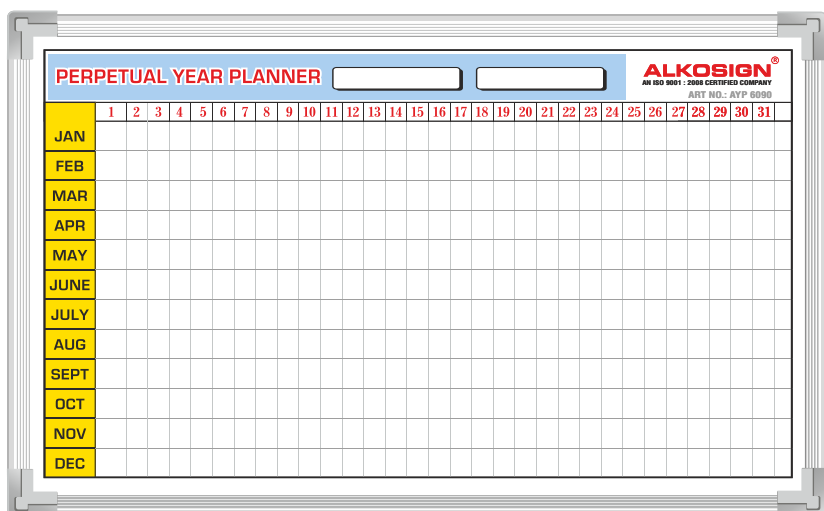 PERPETUAL YEAR PLANNER
ALKOSIGN®
AN ISO 9001 : 2008 CERTIFIED COMPANY
ART NO.: AYP 6090
1 2 3 4 5 6 7 8 9 10 11 12 13 14 15 16 17 18 19 20 21 22 23 24 25 26 27 28 29 30 31
JAN
FEB
MAR
APR
MAY
JUNE
JULY
AUG
SEPT
OCT
NOV
DEC